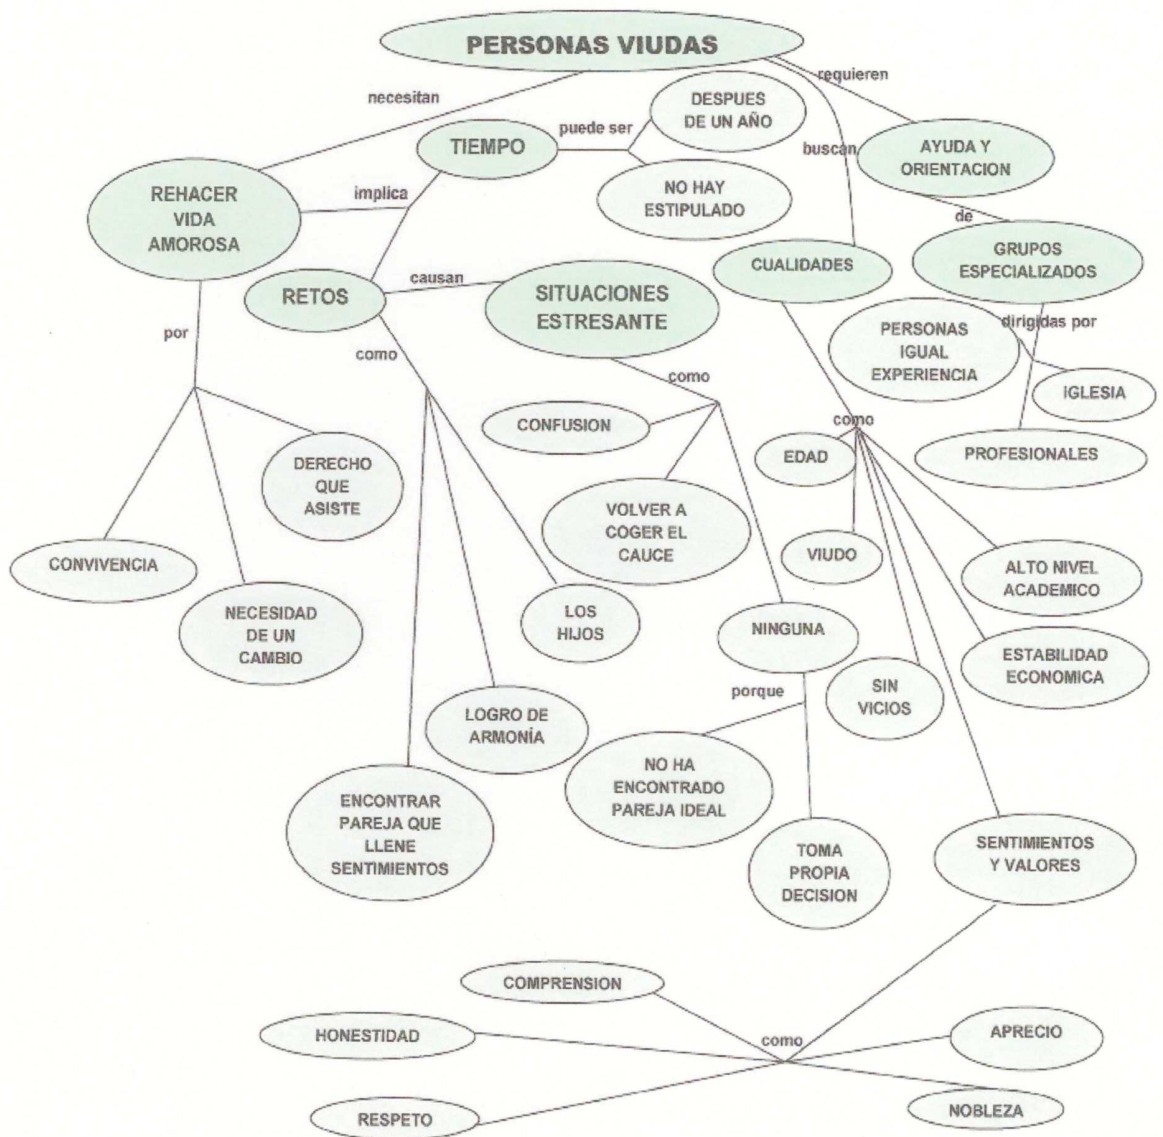 PERSONAS VIUDAS
necesitan
requieren
buscan
TIEMPO
puede ser
DESPUES
DE UN AÑO
NO HAY
ESTIPULADO
AYUDA Y
ORIENTACION
de
GRUPOS
ESPECIALIZADOS
dirigidas por
PERSONAS
IGUAL
EXPERIENCIA
IGLESIA
PROFESIONALES
REHACER
VIDA
AMOROSA
implica
RETOS
causan
SITUACIONES
ESTRESANTE
CUALIDADES
por
como
como
como
CONFUSION
VOLVER A
COGER EL
CAUCE
NINGUNA
porque
NO HA
ENCONTRADO
PAREJA IDEAL
TOMA
PROPIA
DECISION
DERECHO
QUE
ASISTE
CONVIVENCIA
NECESIDAD
DE UN
CAMBIO
LOS
HIJOS
LOGRO DE
ARMONÍA
ENCONTRAR
PAREJA QUE
LLENE
SENTIMIENTOS
EDAD
VIUDO
SIN
VICIOS
ALTO NIVEL
ACADEMICO
ESTABILIDAD
ECONOMICA
SENTIMIENTOS
Y VALORES
como
COMPRENSION
HONESTIDAD
RESPETO
APRECIO
NOBLEZA